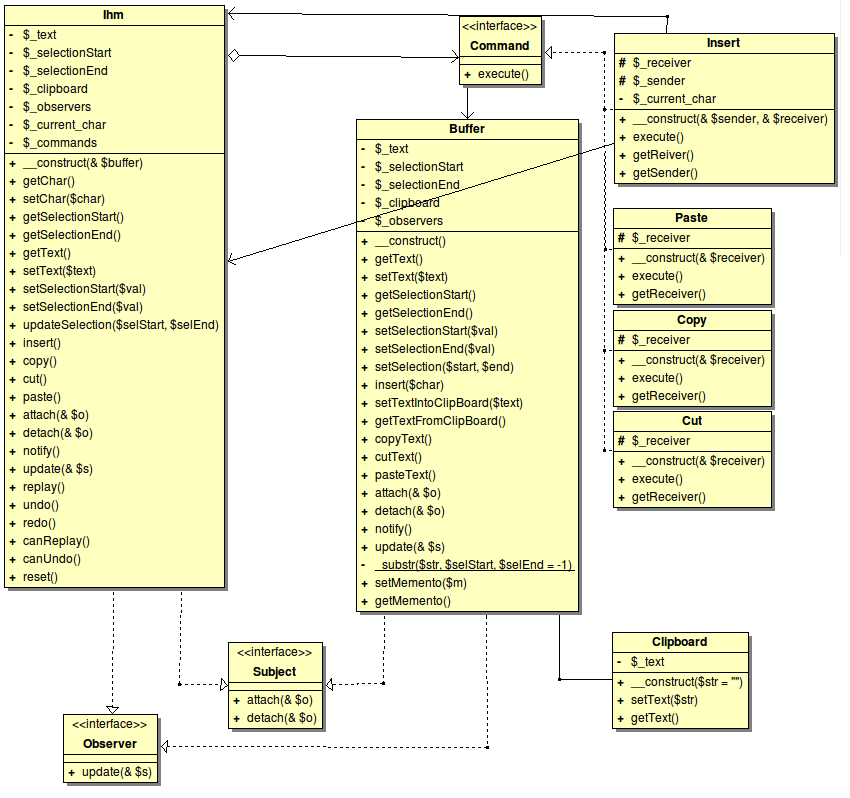 Ihm
- $_text
- $_selectionStart
- $_selectionEnd
- $_clipboard
- $_observers
- $_current_char
- $_commands
+ __construct(& $buffer)
+ getChar()
+ setChar($char)
+ getSelectionStart()
+ getSelectionEnd()
+ getText()
+ setText($text)
+ setSelectionStart($val)
+ setSelectionEnd($val)
+ updateSelection($selStart, $selEnd)
+ insert()
+ copy()
+ cut()
+ paste()
+ attach(& $o)
+ detach(& $o)
+ notify()
+ update(& $s)
+ replay()
+ undo()
+ redo()
+ canReplay()
+ canUndo()
+ reset()
<<interface>>
Command
+ execute()
Buffer
- $_text
- $_selectionStart
- $_selectionEnd
- $_clipboard
- $_observers
+ __construct()
+ getText()
+ setText($text)
+ getSelectionStart()
+ getSelectionEnd()
+ setSelectionStart($val)
+ setSelectionEnd($val)
+ setSelection($start, $end)
+ insert($char)
+ setTextIntoClipBoard($text)
+ getTextFromClipBoard()
+ copyText()
+ cutText()
+ pasteText()
+ attach(& $o)
+ detach(& $o)
+ notify()
+ update(& $s)
- _substr($str, $selStart, $selEnd = -1)
+ setMemento($m)
+ getMemento()
Insert
# $_receiver
# $_sender
- $_current_char
+ __construct(& $sender, & $receiver)
+ execute()
+ getReiver()
+ getSender()
Paste
# $_receiver
+ __construct(& $receiver)
+ execute()
+ getReceiver()
Copy
# $_receiver
+ __construct(& $receiver)
+ execute()
+ getReceiver()
Cut
# $_receiver
+ __construct(& $receiver)
+ execute()
+ getReceiver()
<<interface>>
Subject
+ attach(& $o)
+ detach(& $o)
Clipboard
- $_text
+ __construct($str = "")
+ setText($str)
+ getText()
<<interface>>
Observer
+ update(& $s)